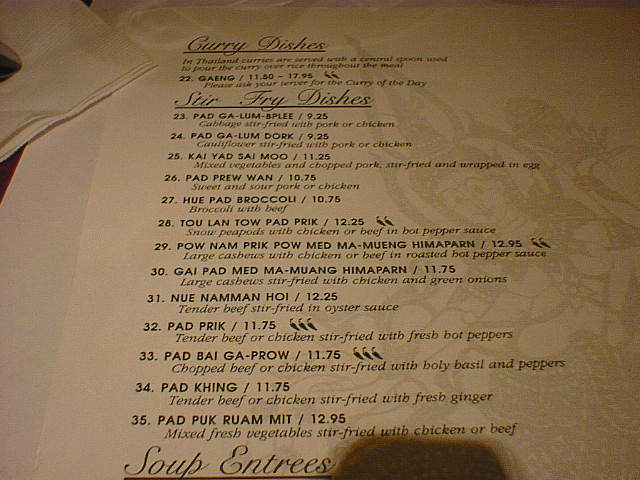 Curry Dishes
In Thailand curries are served with a central spoon used
to pour the curry over rice throughout the meal
22. GAENG / 11.50 - 17.95
Please ask your server for the Curry of the Day
Stir Fry Dishes
23. PAD GA-LUM-BPLEE / 9.25
Cabbage stir-fried with pork or chicken
24. PAD GA-LUM DORK / 9.25
Cauliflower stir-fried with pork or chicken
25. KAI YAD SAI MOO / 11.25
Mixed vegetables and chopped pork, stir-fried and wrapped in egg
26. PAD PREW WAN / 10.75
Sweet and sour pork or chicken
27. HUE PAD BROCCOLI / 10.75
Broccoli with beef
28. TOU LAN TOW PAD PRIK / 12.25
Snow peapods with chicken or beef in hot pepper sauce
29. POW NAM PRIK POW MED MA-MUENG HIMAPARN / 12.95
Large cashews with chicken or beef in roasted hot pepper sauce
30. GAI PAD MED MA-MUANG HIMAPARN / 11.75
Large cashews stir-fried with chicken and green onions
31. NUE NAMMAN HOI / 12.25
Tender beef stir-fried in oyster sauce
32. PAD PRIK / 11.75
Tender beef or chicken stir-fried with fresh hot peppers
33. PAD BAI GA-PROW / 11.75
Chopped beef or chicken stir-fried with holy basil and peppers
34. PAD KHING / 11.75
Tender beef or chicken stir-fried with fresh ginger
35. PAD PUK RUAM MIT / 12.95
Mixed fresh vegetables stir-fried with chicken or beef
Soup Entrees